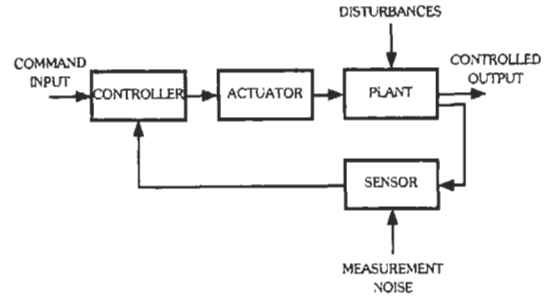 DISTURBANCES
COMMAND
INPUT
CONTROLLER
ACTUATOR
PLANT
CONTROLLED
OUTPUT
SENSOR
MEASUREMENT
NOISE